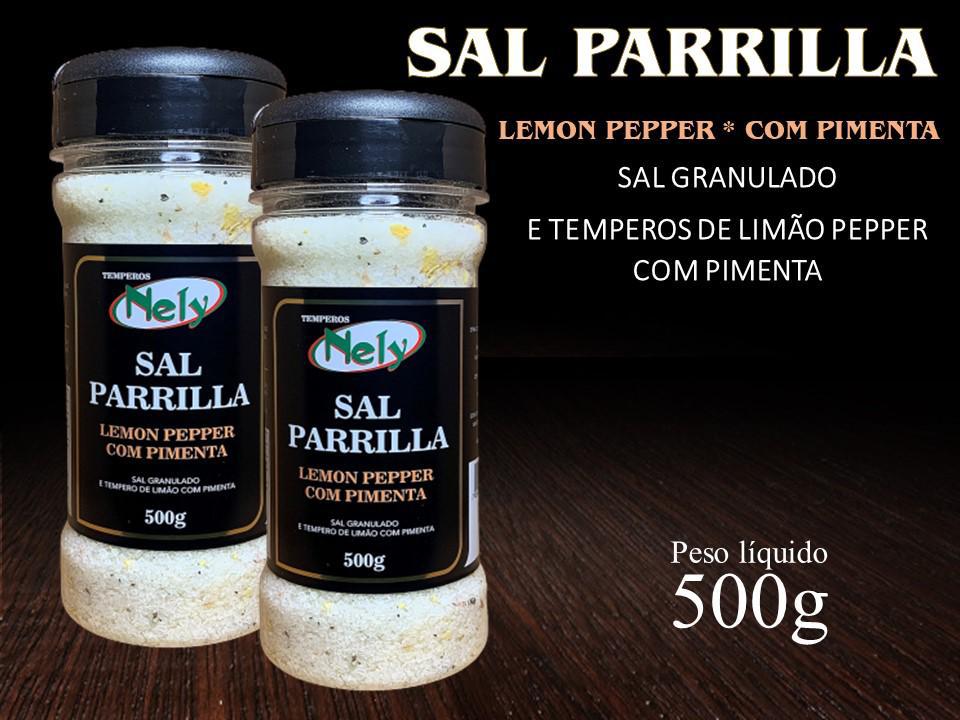 SAL PARRILLA
LEMON PEPPER * COM PIMENTA
SAL GRANULADO
E TEMPEROS DE LIMÃO PEPPER
COM PIMENTA
TEMPEROS
Nely
SAL
PARRILLA
LEMON PEPPER
COM PIMENTA
SAL GRANULADO
E TEMPERO DE LIMÃO COM PIMENTA
500g
TEMPEROS
Nely
SAL
PARRILLA
LEMON PEPPER
COM PIMENTA
SAL GRANULADO
E TEMPERO DE LIMÃO COM PIMENTA
500g
Peso líquido
500g